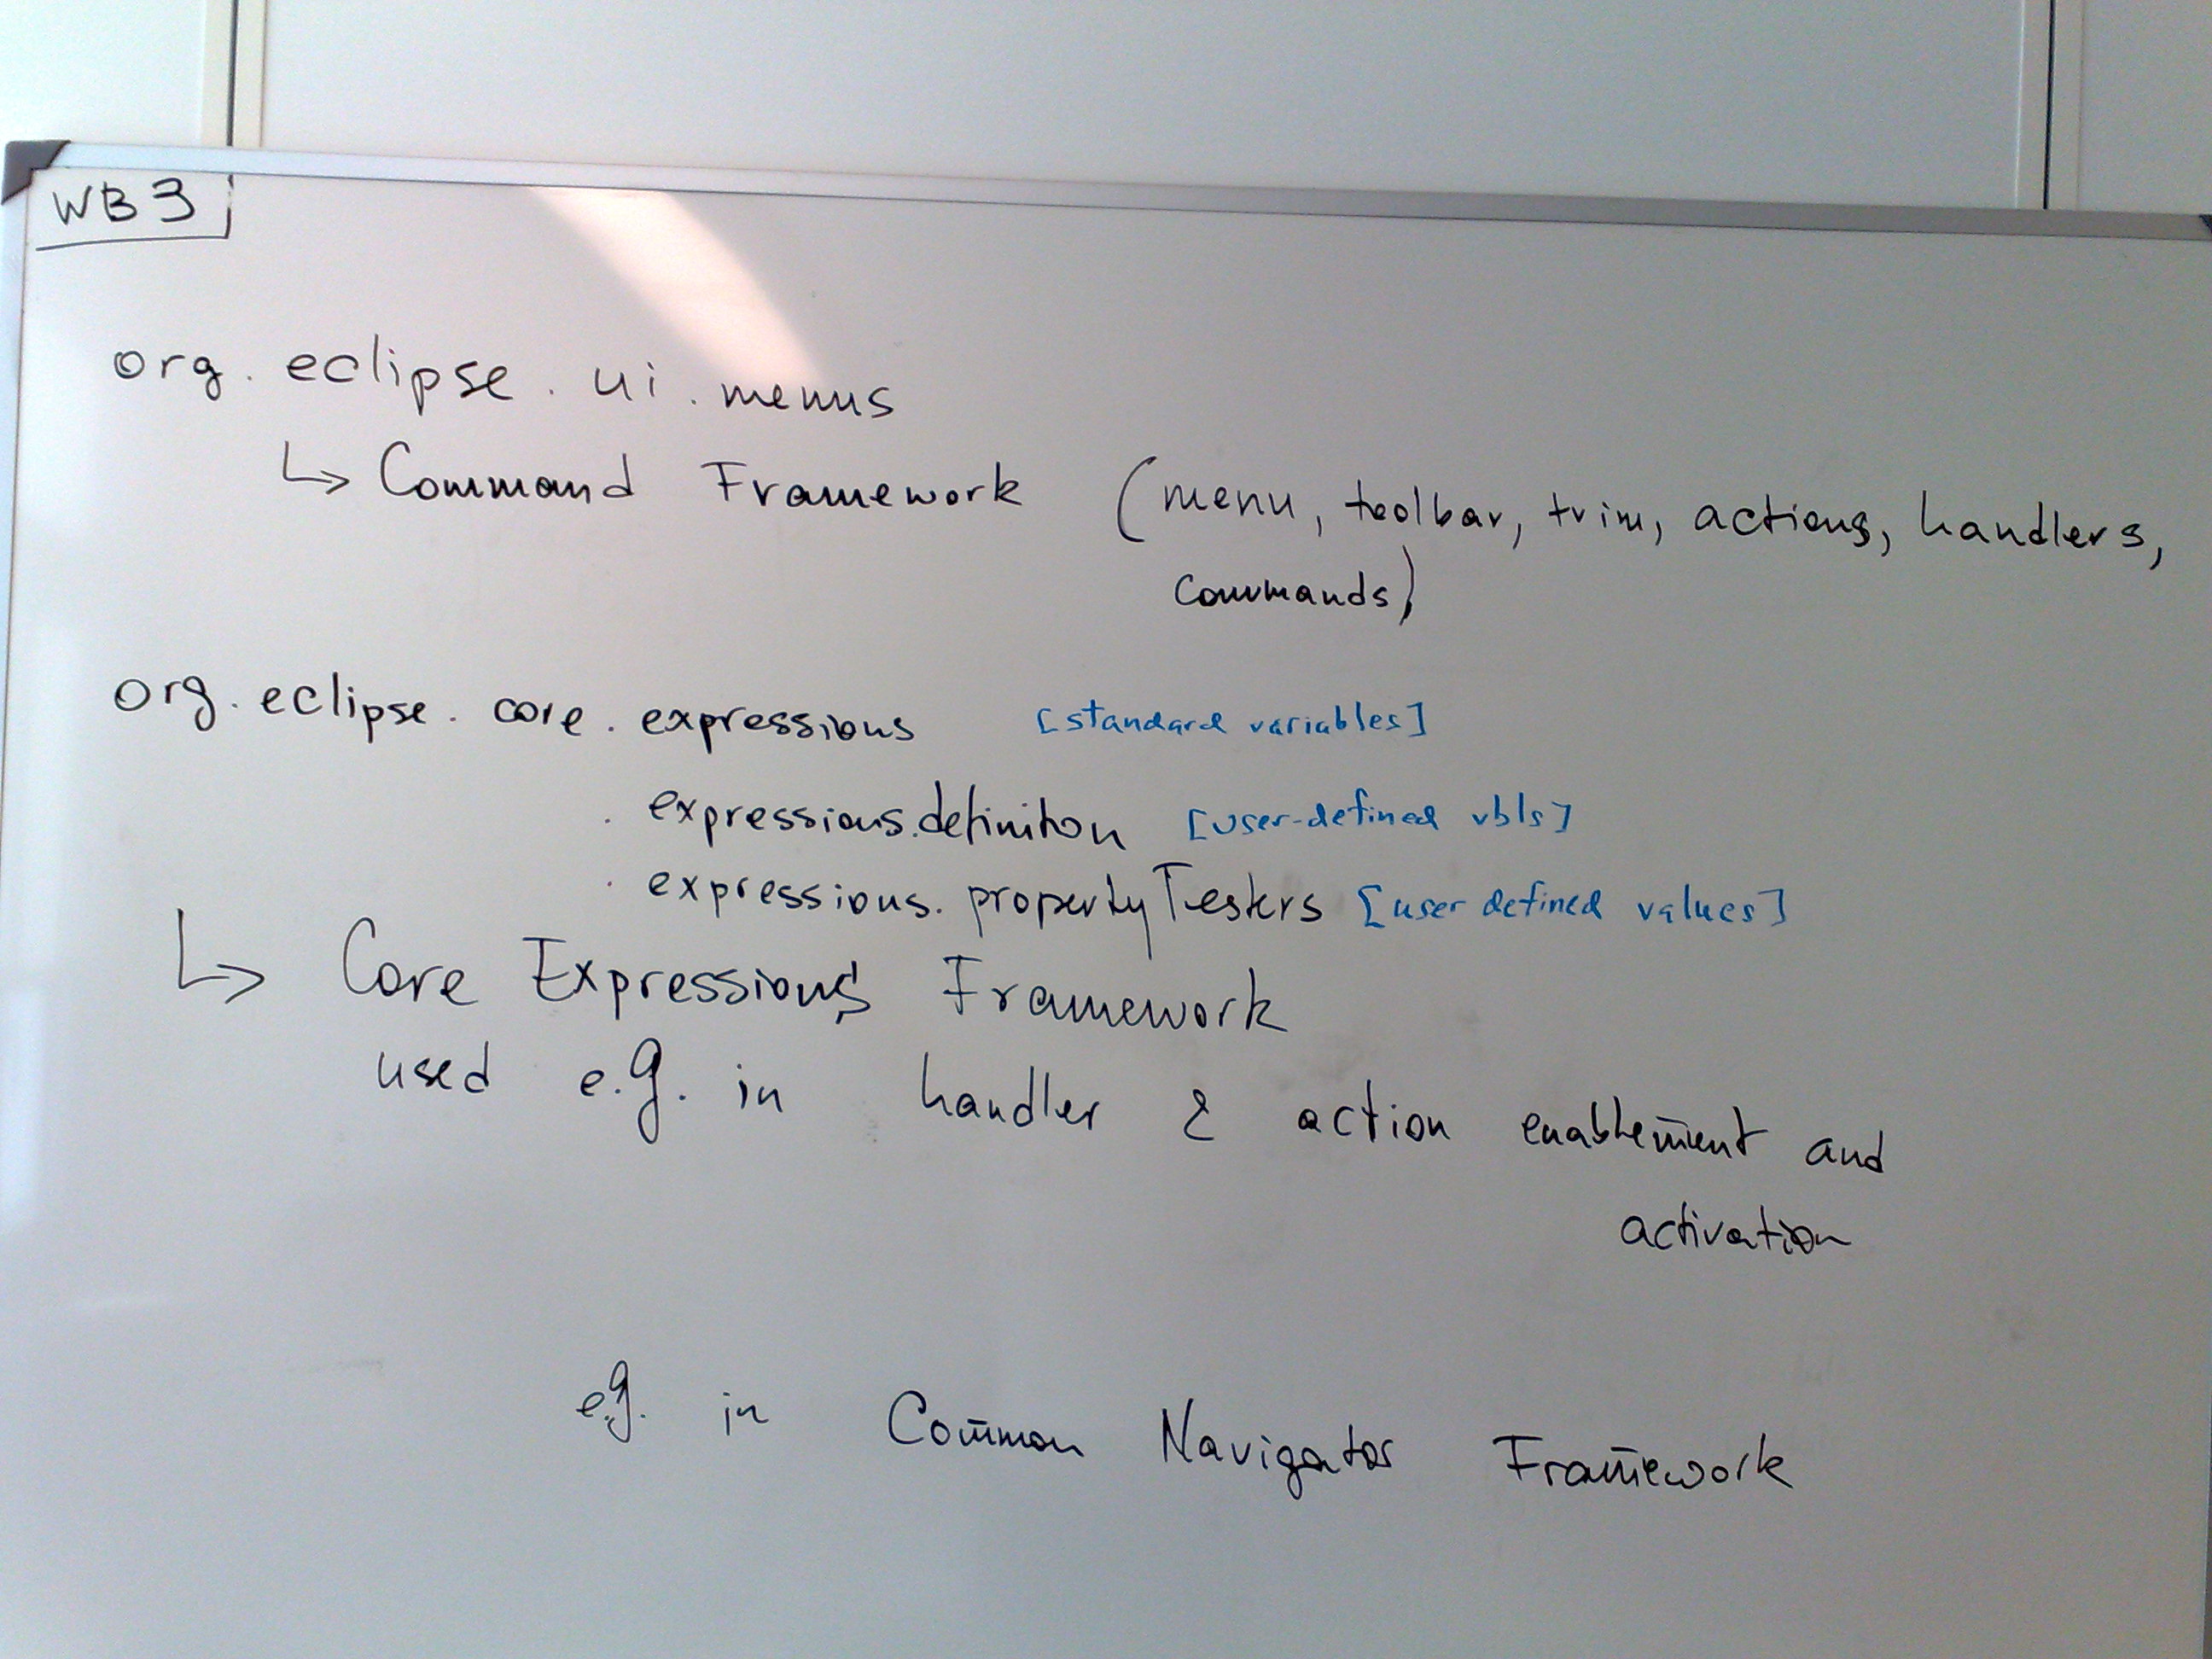 WB3
org.eclipse.ui.menus
↳ Command Framework (menu, toolbar, trim, actions, handlers,
commands)
org.eclipse.core.expressions [standard variables]
. expressions.definition [user-defined vbls]
. expressions.propertyTesters [user defined values]
↳ Core Expressions Framework
used e.g. in handler & action enablement and
activation
e.g. in Common Navigator Framework